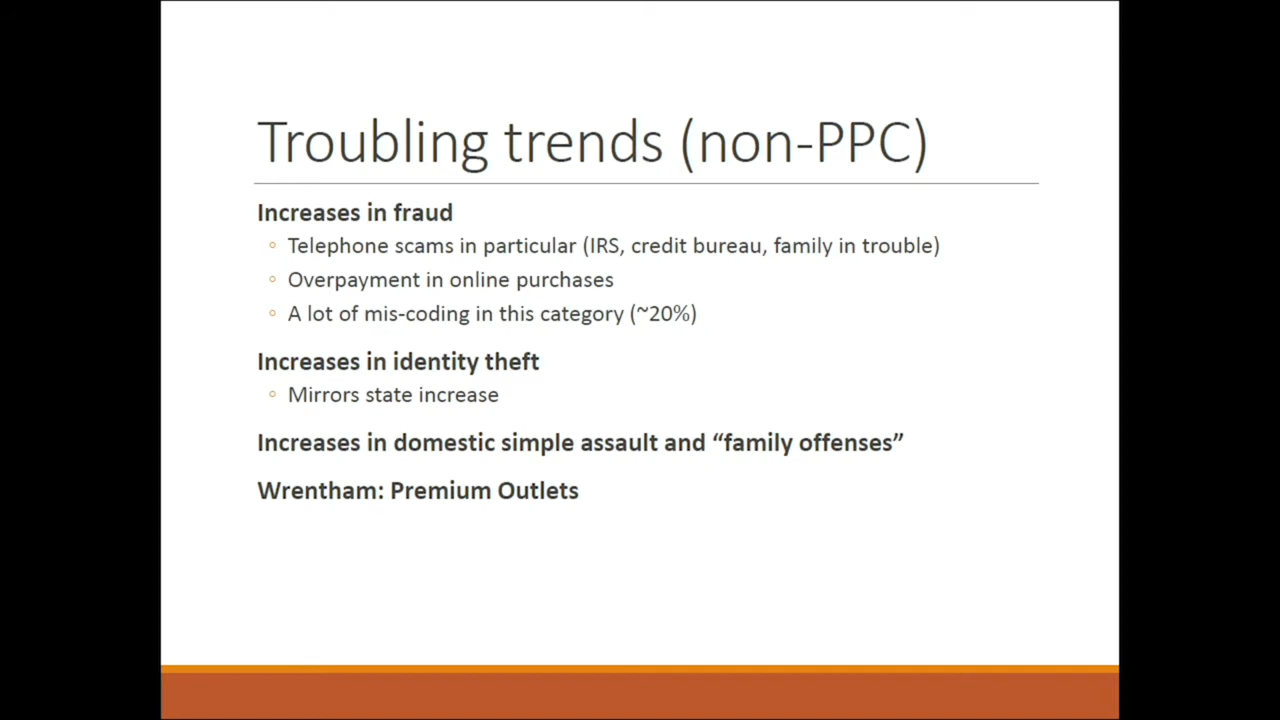 Troubling trends (non-PPC)
Increases in fraud
◦ Telephone scams in particular (IRS, credit bureau, family in trouble)
◦ Overpayment in online purchases
◦ A lot of mis-coding in this category (~20%)
Increases in identity theft
◦ Mirrors state increase
Increases in domestic simple assault and “family offenses”
Wrentham: Premium Outlets